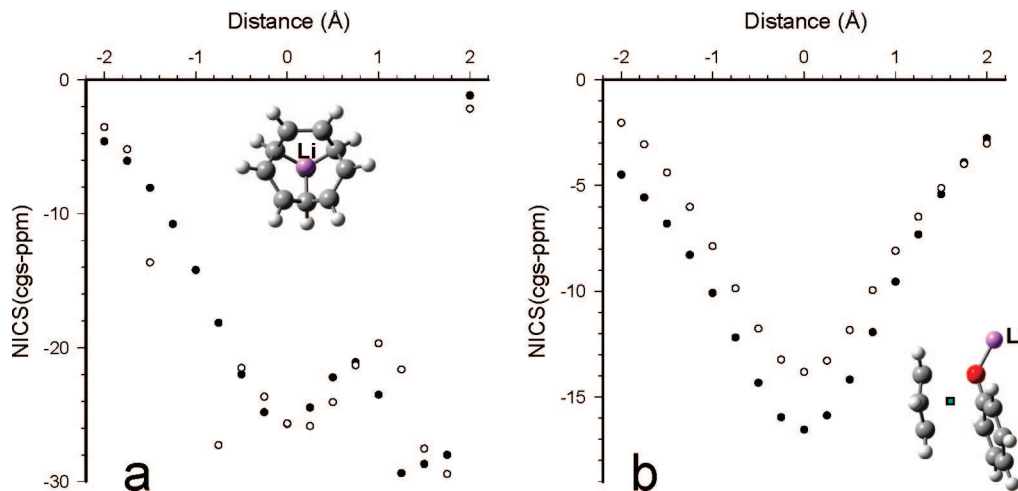 Distance (Å)
-2 -1 0 1 2
0
-10
-20
-30
NICS(cgs-ppm)
Li
a
Distance (Å)
-2 -1 0 1 2
0
-5
-10
-15
NICS(cgs-ppm)
L
b